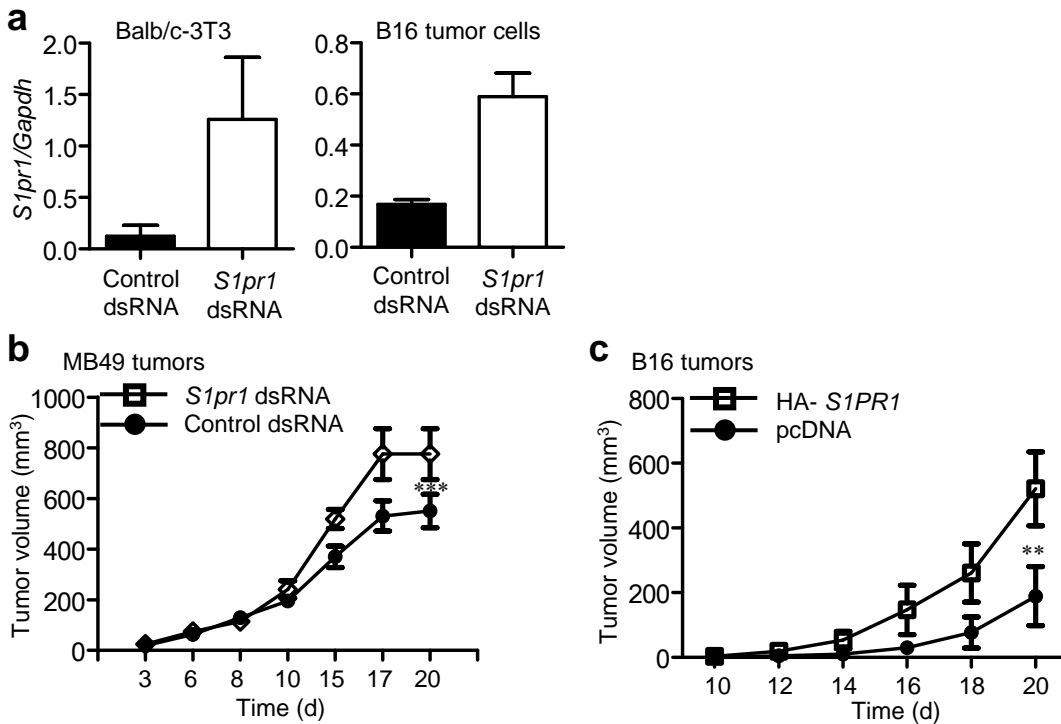 a
Balb/c-3T3
B16 tumor cells
S1pr1/Gapdh
2.0
1.5
1.0
0.5
0.0
Control
dsRNA
S1pr1
dsRNA
0.8
0.6
0.4
0.2
0.0
Control
dsRNA
S1pr1
dsRNA
b
MB49 tumors
S1pr1 dsRNA
Control dsRNA
Tumor volume (mm³)
1000
800
600
400
200
0
***
3 6 8 10 15 17 20
Time (d)
c
B16 tumors
HA- S1PR1
pcDNA
Tumor volume (mm³)
800
600
400
200
0
**
10 12 14 16 18 20
Time (d)